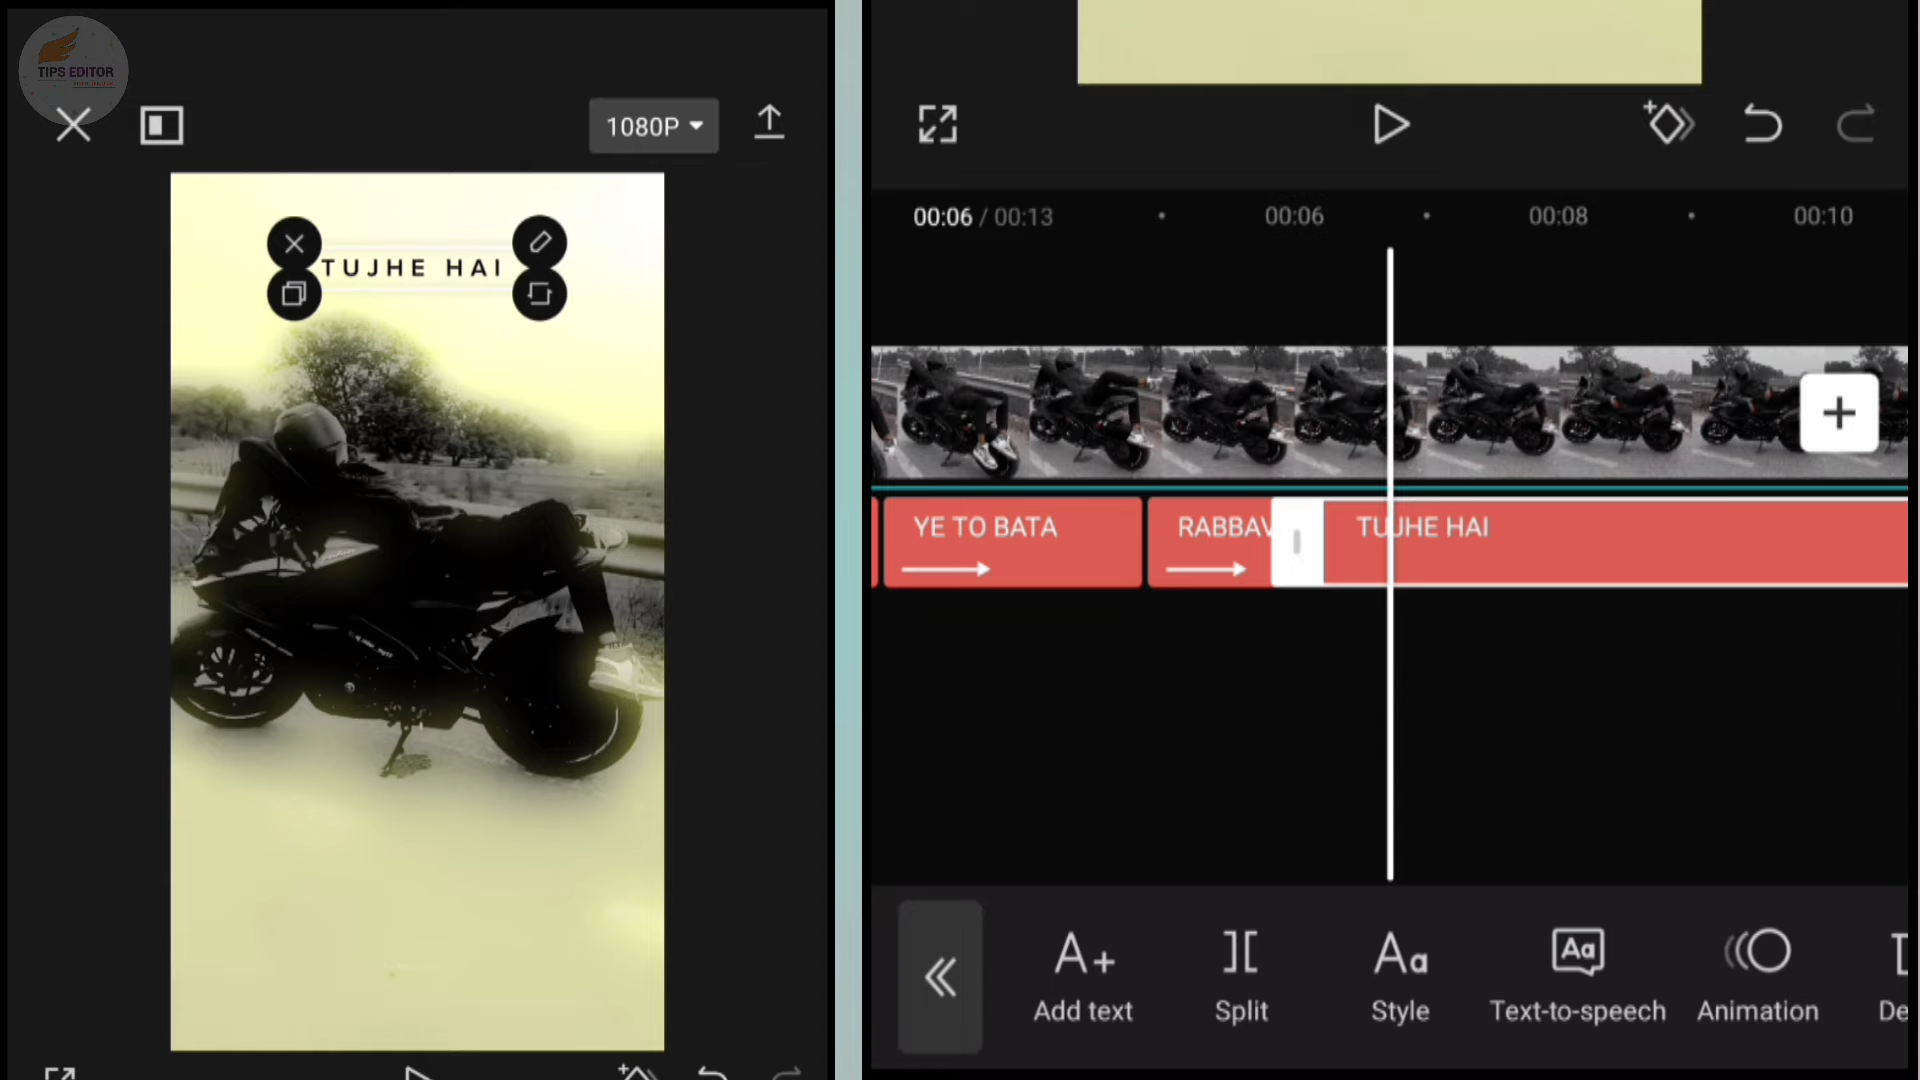 TIPS EDITOR
1080P
TUJHE HAI
00:06 / 00:13
00:06
00:08
00:10
YE TO BATA
RABBAV
TUJHE HAI
Add text
Split
Style
Text-to-speech
Animation
De